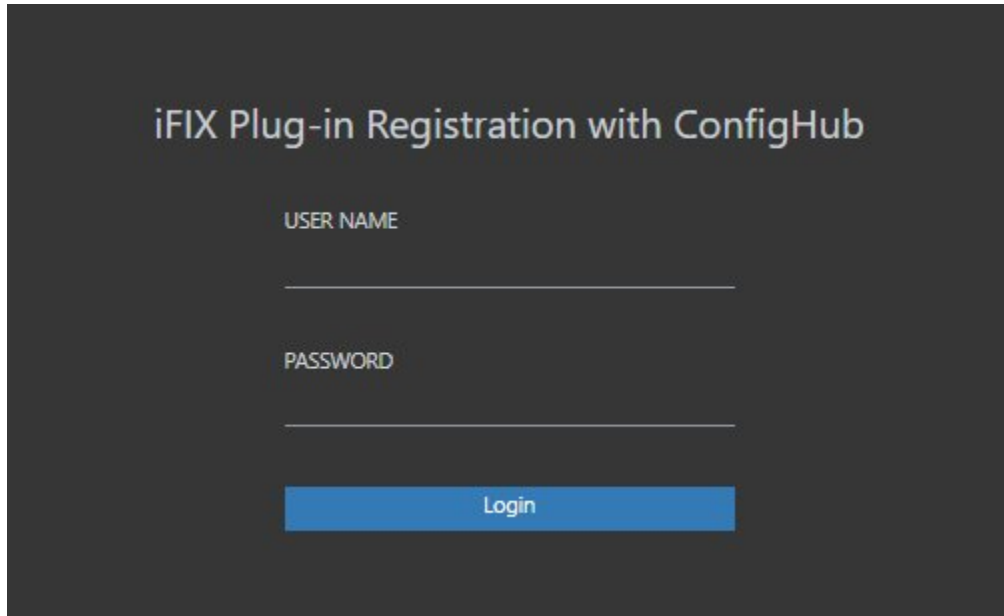 iFIX Plug-in Registration with ConfigHub
USER NAME
PASSWORD
Login